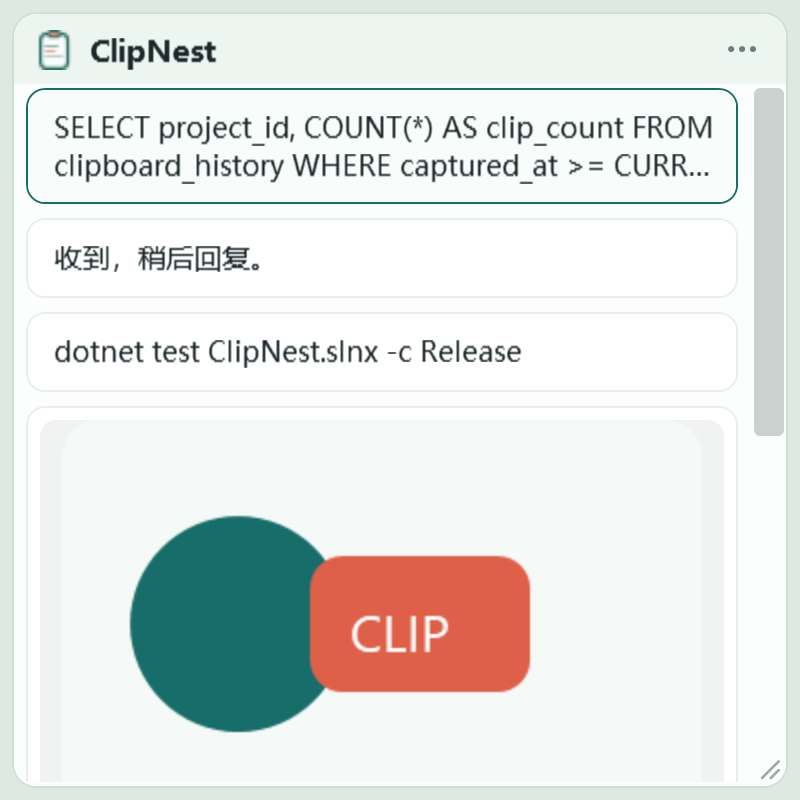 ClipNest
SELECT project_id, COUNT(*) AS clip_count FROM
clipboard_history WHERE captured_at >= CURR...
收到，稍后回复。
dotnet test ClipNest.slnx -c Release
CLIP